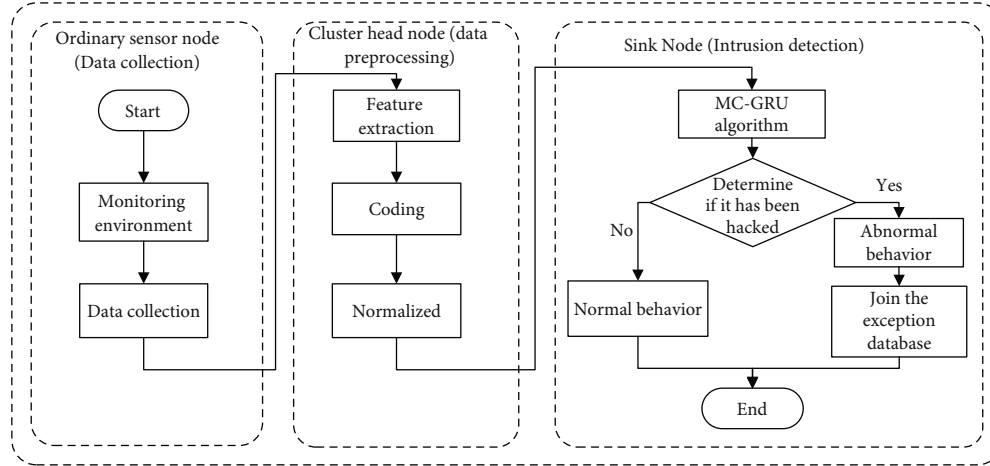 Ordinary sensor node
(Data collection)
Start
Monitoring
environment
Data collection
Cluster head node (data
preprocessing)
Feature
extraction
Coding
Normalized
Sink Node (Intrusion detection)
MC-GRU
algorithm
Determine
if it has been
hacked
Yes
No
Abnormal
behavior
Normal behavior
Join the
exception
database
End